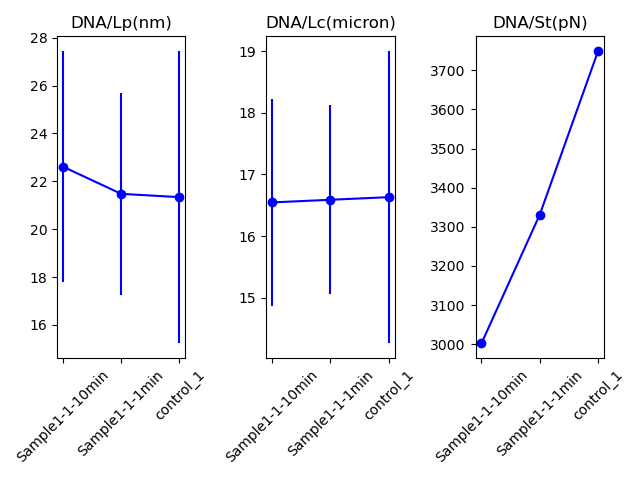 DNA/Lp(nm)
28
26
24
22
20
18
16
Sample1-1-10min
Sample1-1-1min
control_1
DNA/Lc(micron)
19
18
17
16
15
Sample1-1-10min
Sample1-1-1min
control_1
DNA/St(pN)
3700
3600
3500
3400
3300
3200
3100
3000
Sample1-1-10min
Sample1-1-1min
control_1